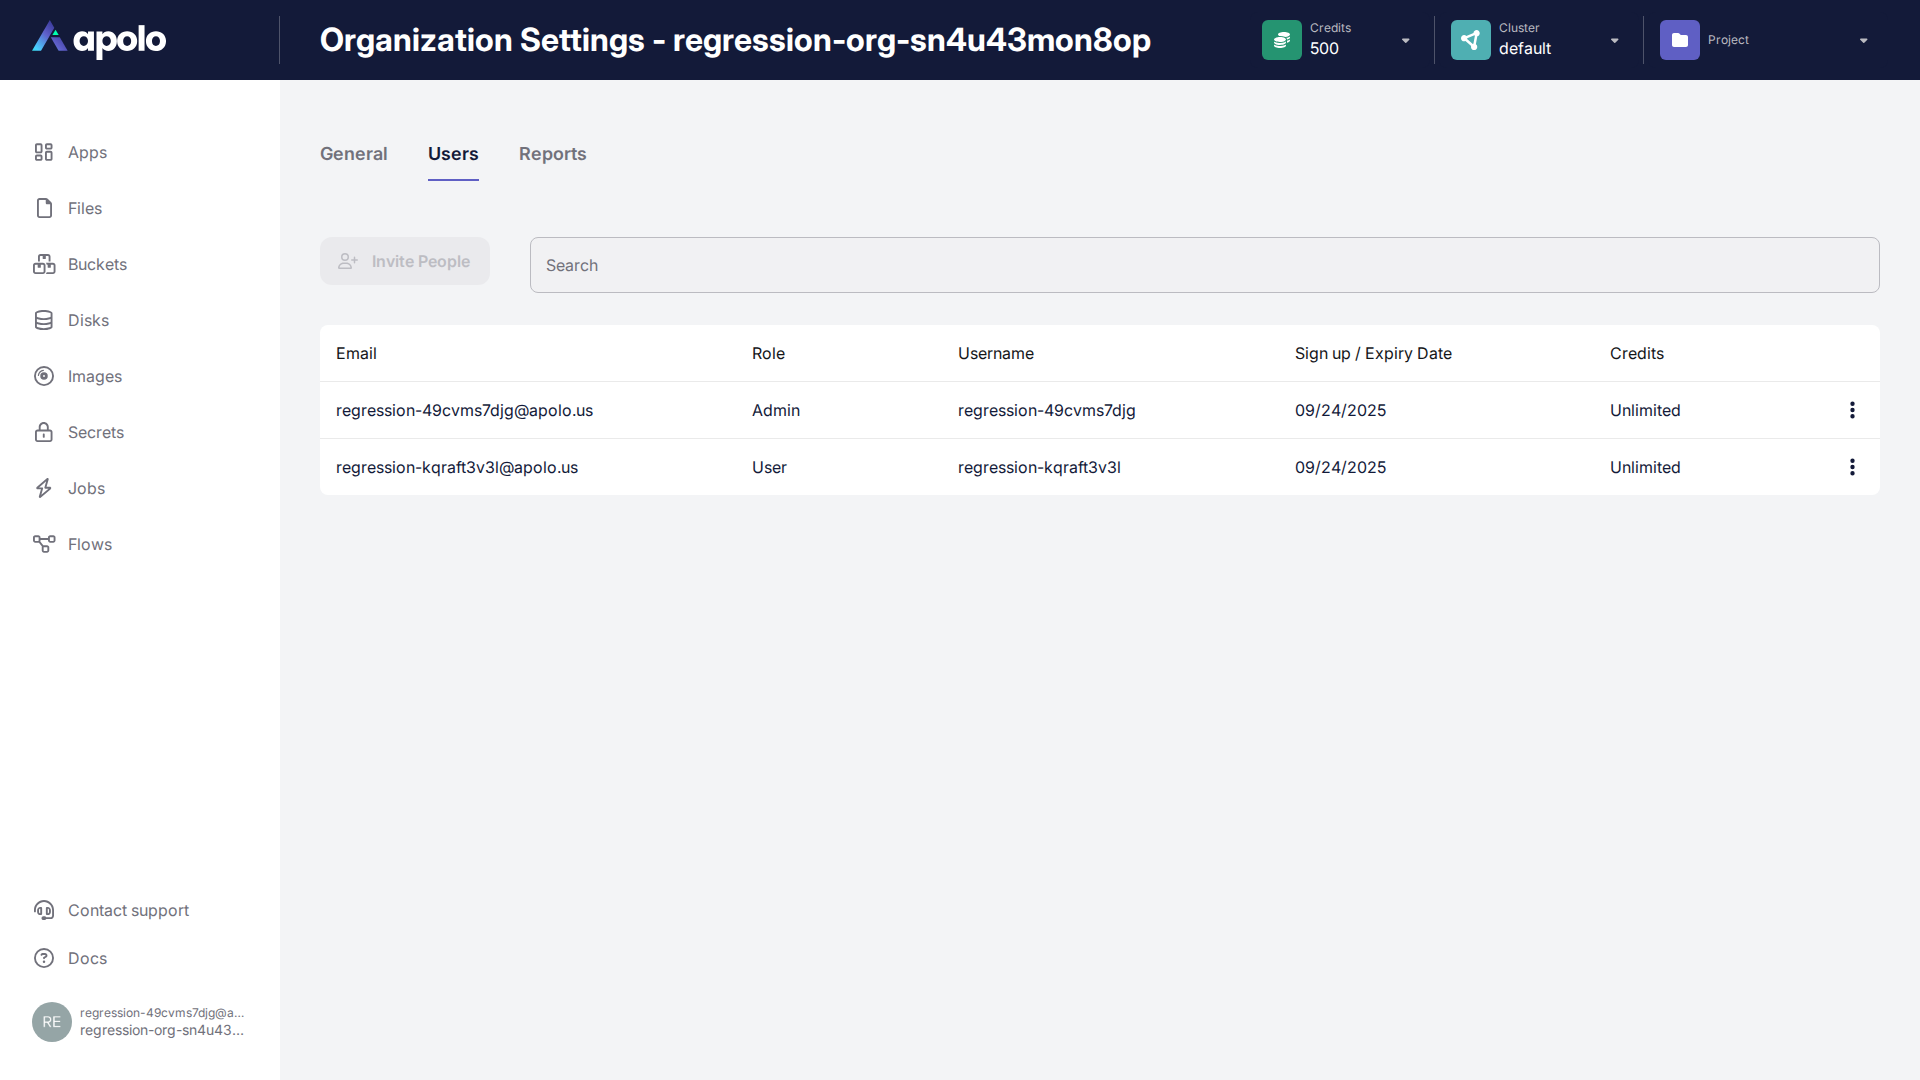 apolo
Organization Settings - regression-org-sn4u43mon8op
Credits
500
Cluster
default
Project
Apps
Files
Buckets
Disks
Images
Secrets
Jobs
Flows
Contact support
Docs
RE
regression-49cvms7djg@a...
regression-org-sn4u43...
General Users Reports
Invite People
Search
Email Role Username Sign up / Expiry Date Credits
regression-49cvms7djg@apolo.us Admin regression-49cvms7djg 09/24/2025 Unlimited
regression-kqraft3v3l@apolo.us User regression-kqraft3v3l 09/24/2025 Unlimited